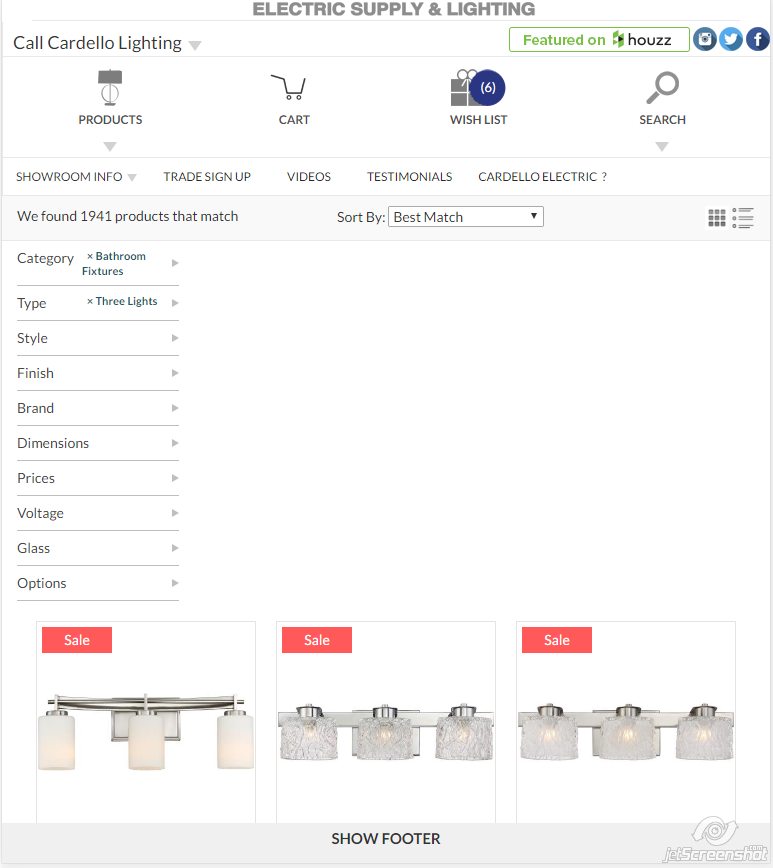 ELECTRIC SUPPLY & LIGHTING
Call Cardello Lighting
Featured on houzz
(6)
PRODUCTS CART WISH LIST SEARCH
SHOWROOM INFO TRADE SIGN UP VIDEOS TESTIMONIALS CARDELLO ELECTRIC ?
We found 1941 products that match Sort By: Best Match
Category × Bathroom
Fixtures
Type × Three Lights
Style
Finish
Brand
Dimensions
Prices
Voltage
Glass
Options
Sale Sale Sale
SHOW FOOTER
jetScreenshot.com